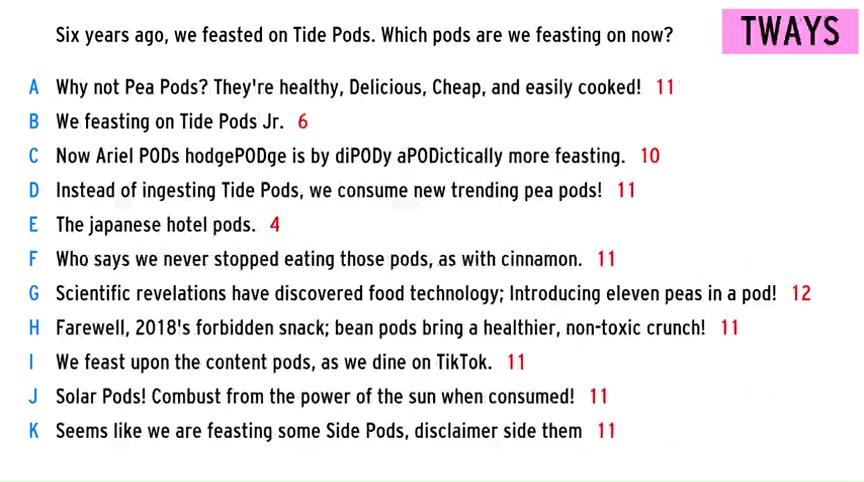 Six years ago, we feasted on Tide Pods. Which pods are we feasting on now?
TWAYS
A Why not Pea Pods? They're healthy, Delicious, Cheap, and easily cooked! 11
B We feasting on Tide Pods Jr. 6
C Now Ariel PODs hodgePODge is by diPODy aPODictically more feasting. 10
D Instead of ingesting Tide Pods, we consume new trending pea pods! 11
E The japanese hotel pods. 4
F Who says we never stopped eating those pods, as with cinnamon. 11
G Scientific revelations have discovered food technology; Introducing eleven peas in a pod! 12
H Farewell, 2018's forbidden snack; bean pods bring a healthier, non-toxic crunch! 11
I We feast upon the content pods, as we dine on TikTok. 11
J Solar Pods! Combust from the power of the sun when consumed! 11
K Seems like we are feasting some Side Pods, disclaimer side them 11